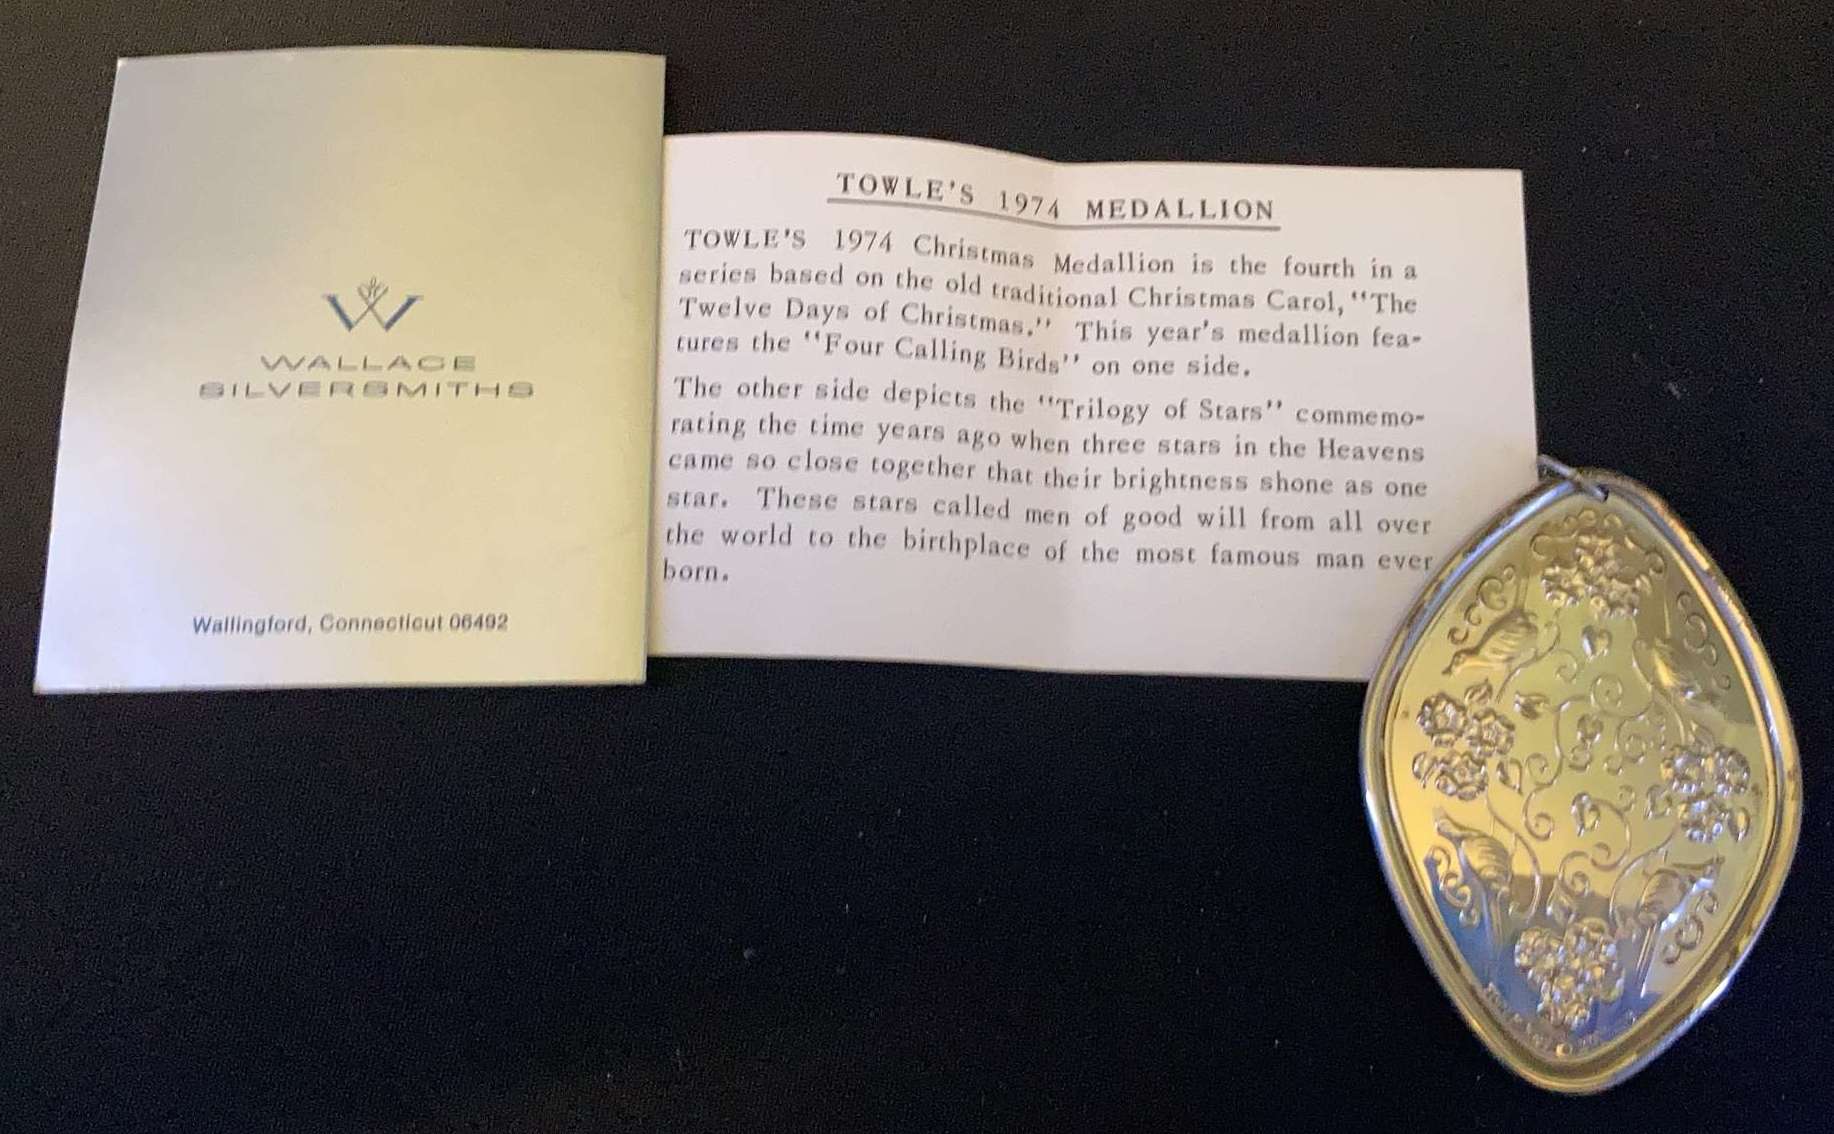 WALLACE
SILVERSMITHS
Wallingford, Connecticut 06492
TOWLE'S 1974 MEDALLION
TOWLE'S 1974 Christmas Medallion is the fourth in a
series based on the old traditional Christmas Carol, "The
Twelve Days of Christmas." This year's medallion fea-
tures the "Four Calling Birds" on one side.
The other side depicts the "Trilogy of Stars" commemo-
rating the time years ago when three stars in the Heavens
came so close together that their brightness shone as one
star. These stars called men of good will from all over
the world to the birthplace of the most famous man ever
born.